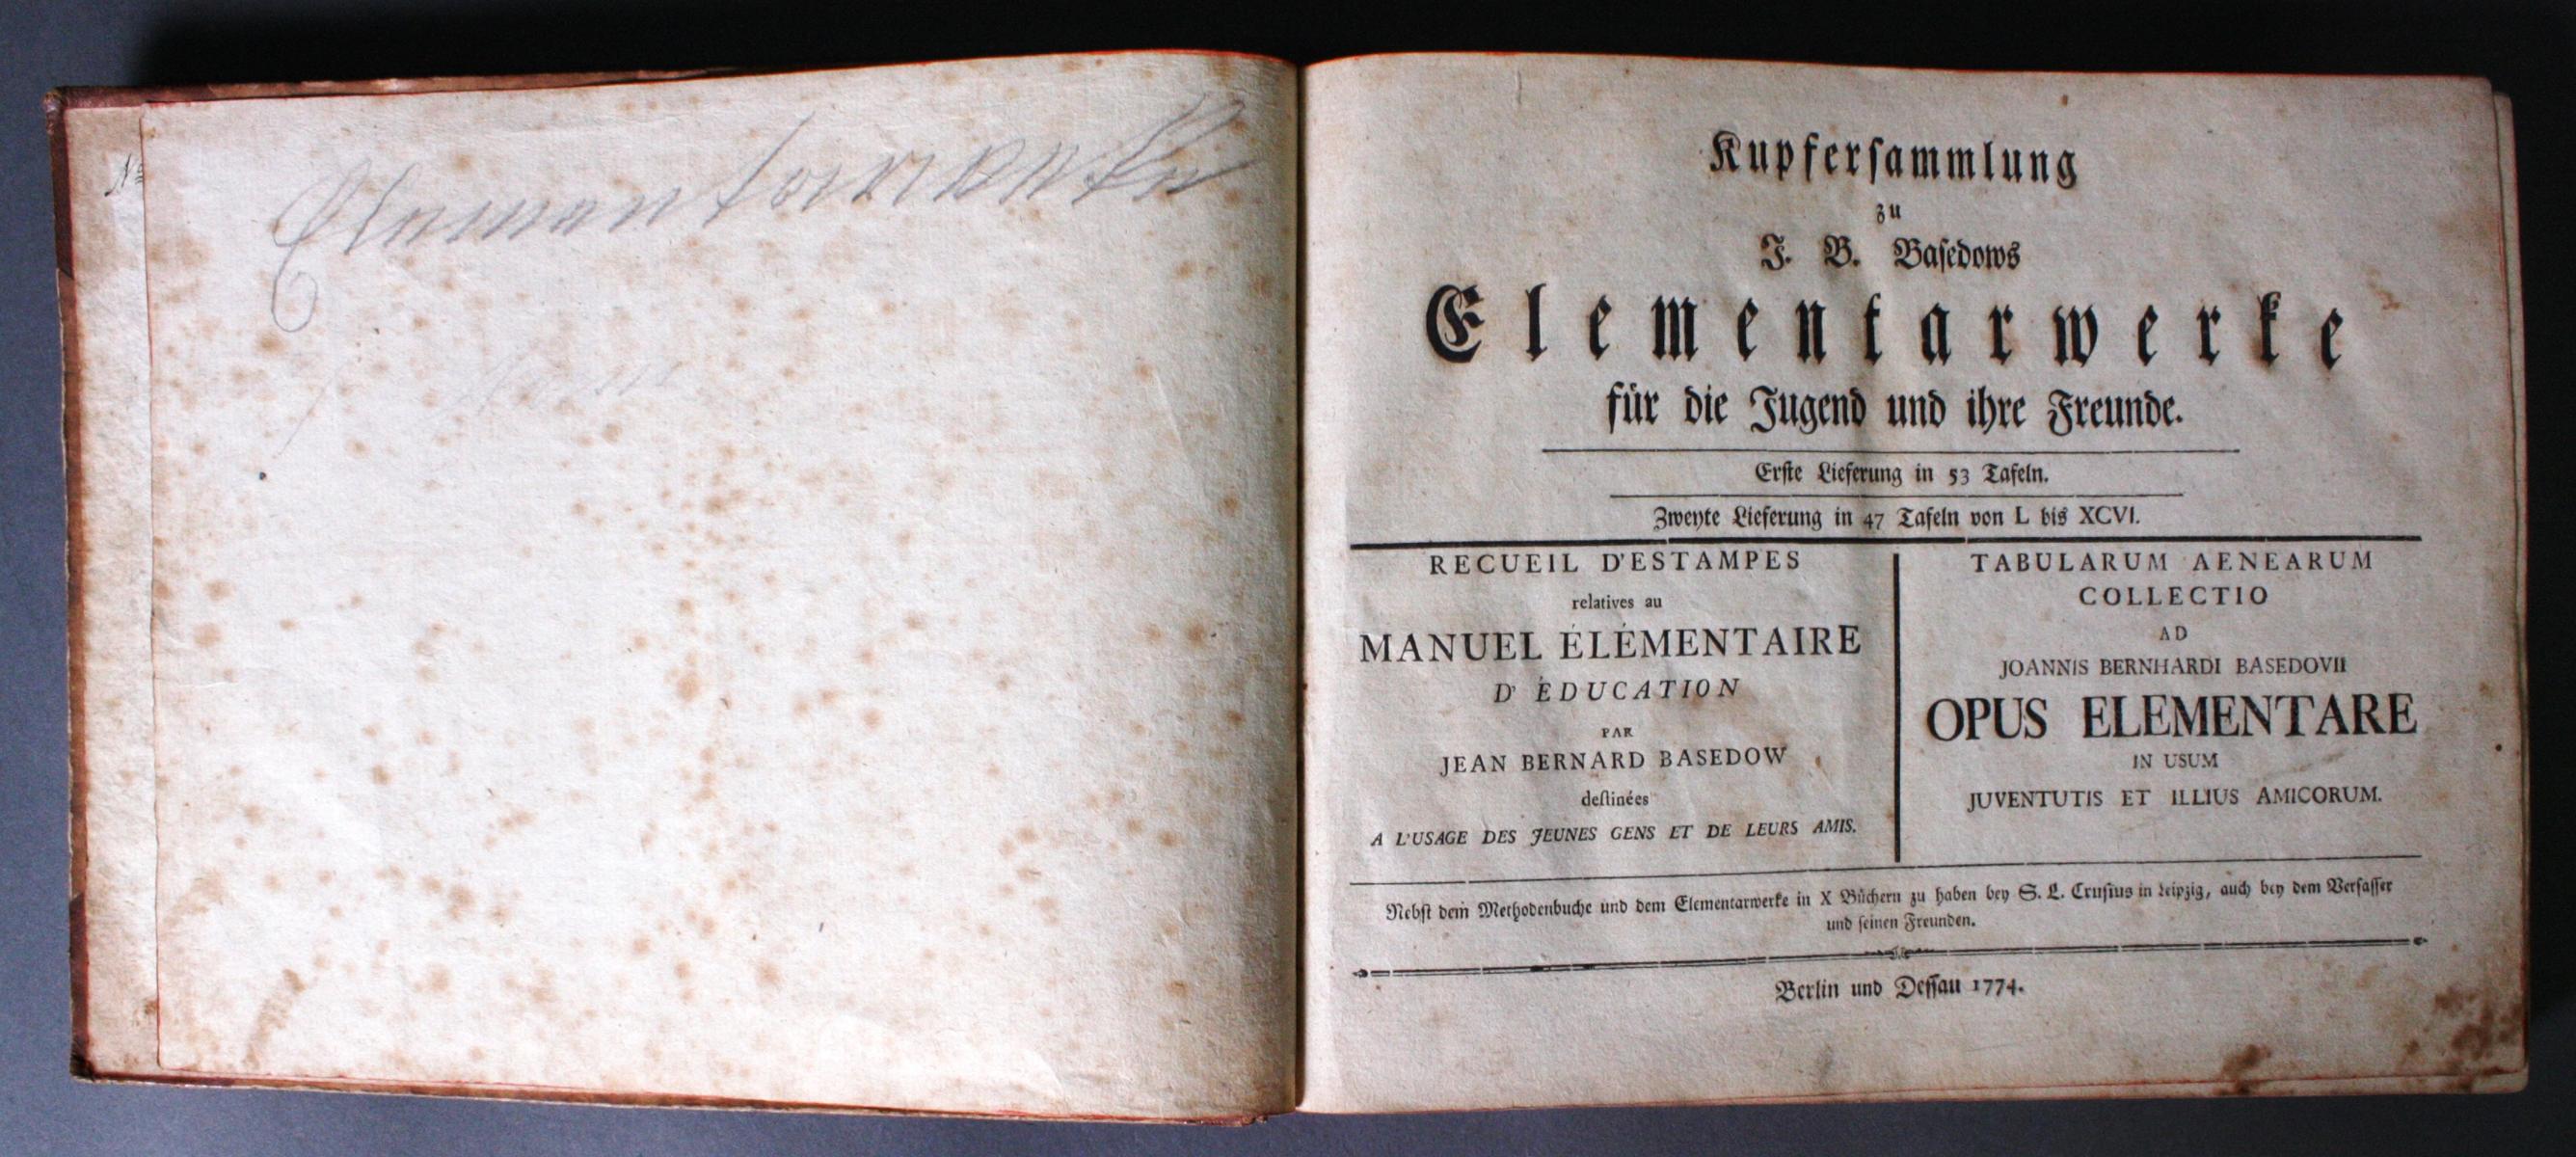 Elementarwerke
Kupferſammlung
zu
J. B. Baſedows
Elementarwerke
für die Jugend und ihre Freunde.
Erſte Lieferung in 53 Tafeln.
Zweyte Lieferung in 47 Tafeln von L bis XCVI.
RECUEIL D'ESTAMPES
relatives au
MANUEL ÉLÉMENTAIRE
D' ÉDUCATION
PAR
JEAN BERNARD BASEDOW
deſtinées
A L'USAGE DES JEUNES GENS ET DE LEURS AMIS.
TABULARUM AENEARUM
COLLECTIO
AD
JOANNIS BERNHARDI BASEDOVII
OPUS ELEMENTARE
IN USUM
JUVENTUTIS ET ILLIUS AMICORUM.
Nebſt dem Methodenbuche und dem Elementarwerke in X Büchern zu haben bey S. L. Cruſius in Leipzig, auch bey dem Verfaſſer
und ſeinen Freunden.
Berlin und Deſſau 1774.